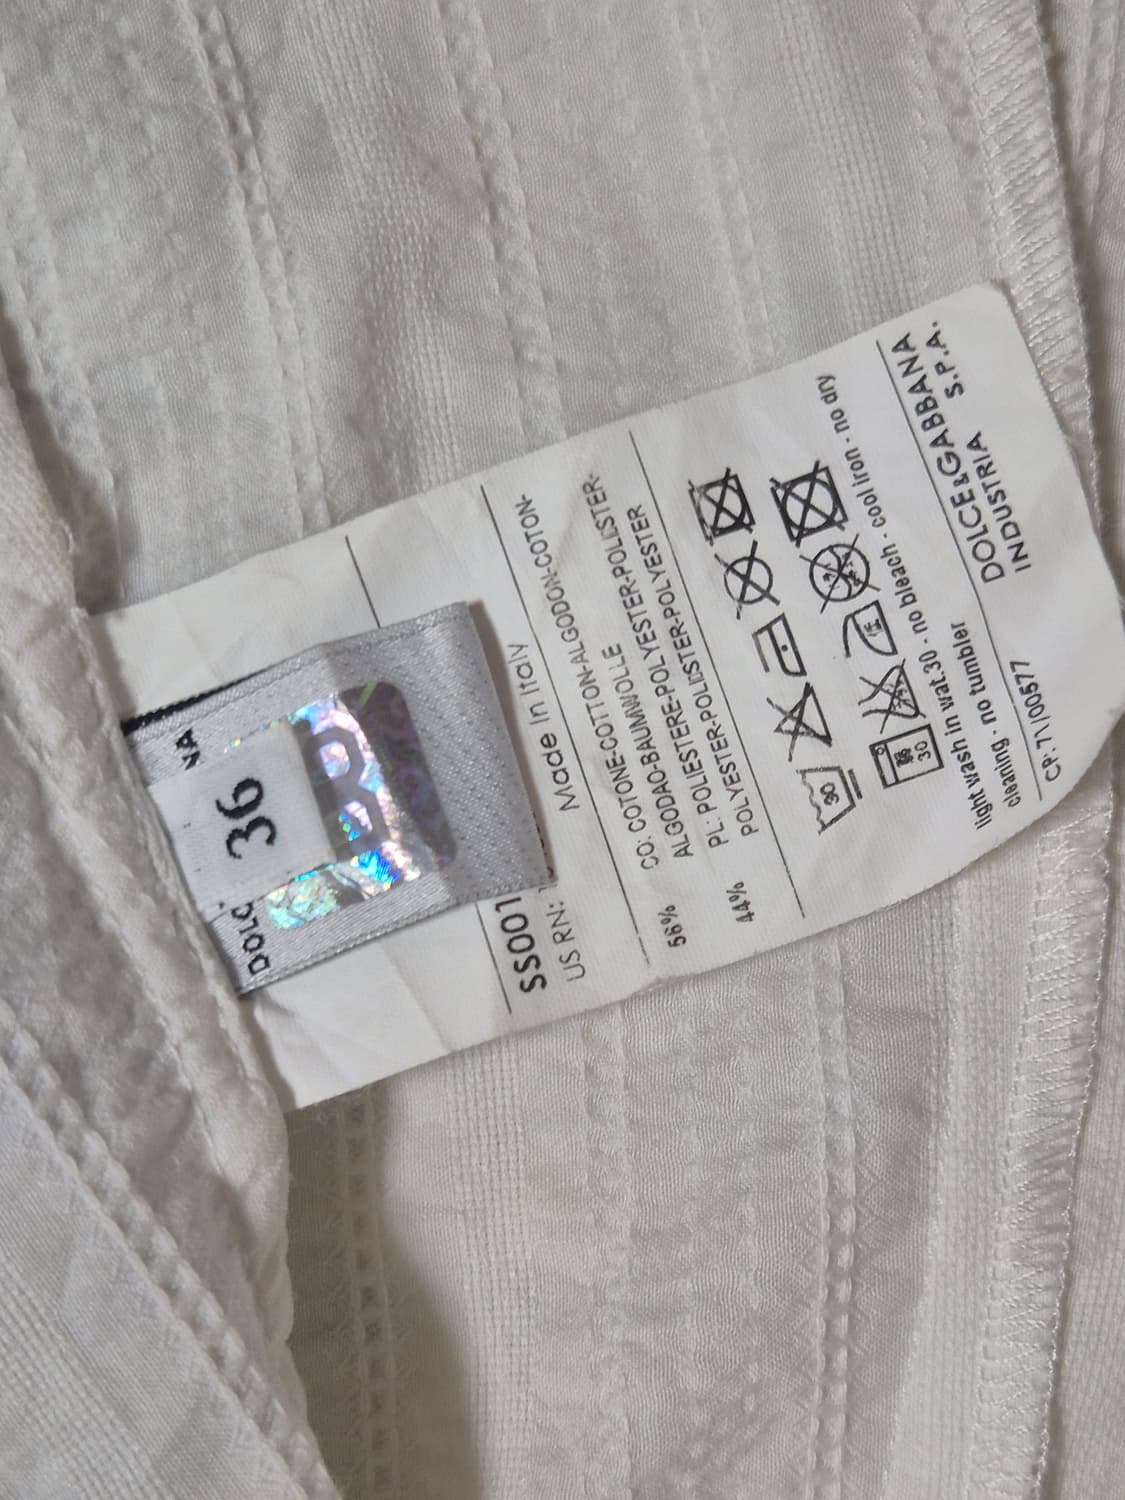 DOLC
NA
36
SS001
US RN:
Made In Italy
56% CO: COTONE-COTTON-ALGODON-COTON-
ALGODAO-BAUMWOLLE
PL: POLIESTERE-POLYESTER-POLIESTER-
44% POLYESTER-POLIESTER-POLYESTER
30
30
light wash in wat 30 - no bleach - cool iron - no any
cleaning - no tumbler
DOLCE&GABBANA
INDUSTRIA S.P.A.
CP: 71/00577